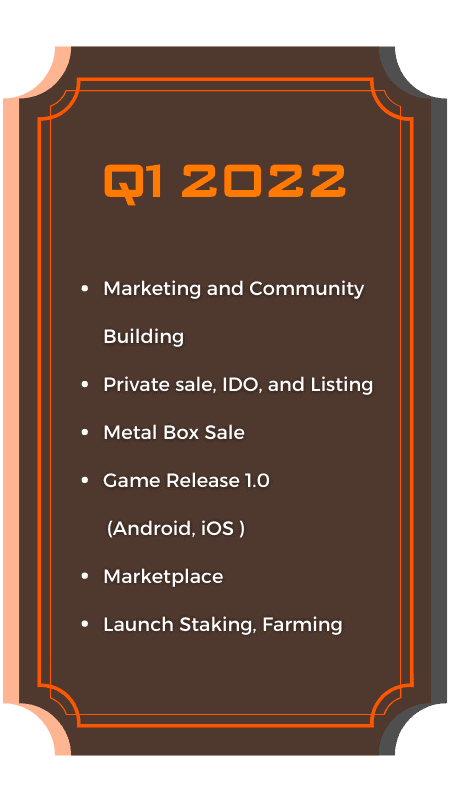 Q1 2022
• Marketing and Community
Building
• Private sale, IDO, and Listing
• Metal Box Sale
• Game Release 1.0
(Android, iOS )
• Marketplace
• Launch Staking, Farming